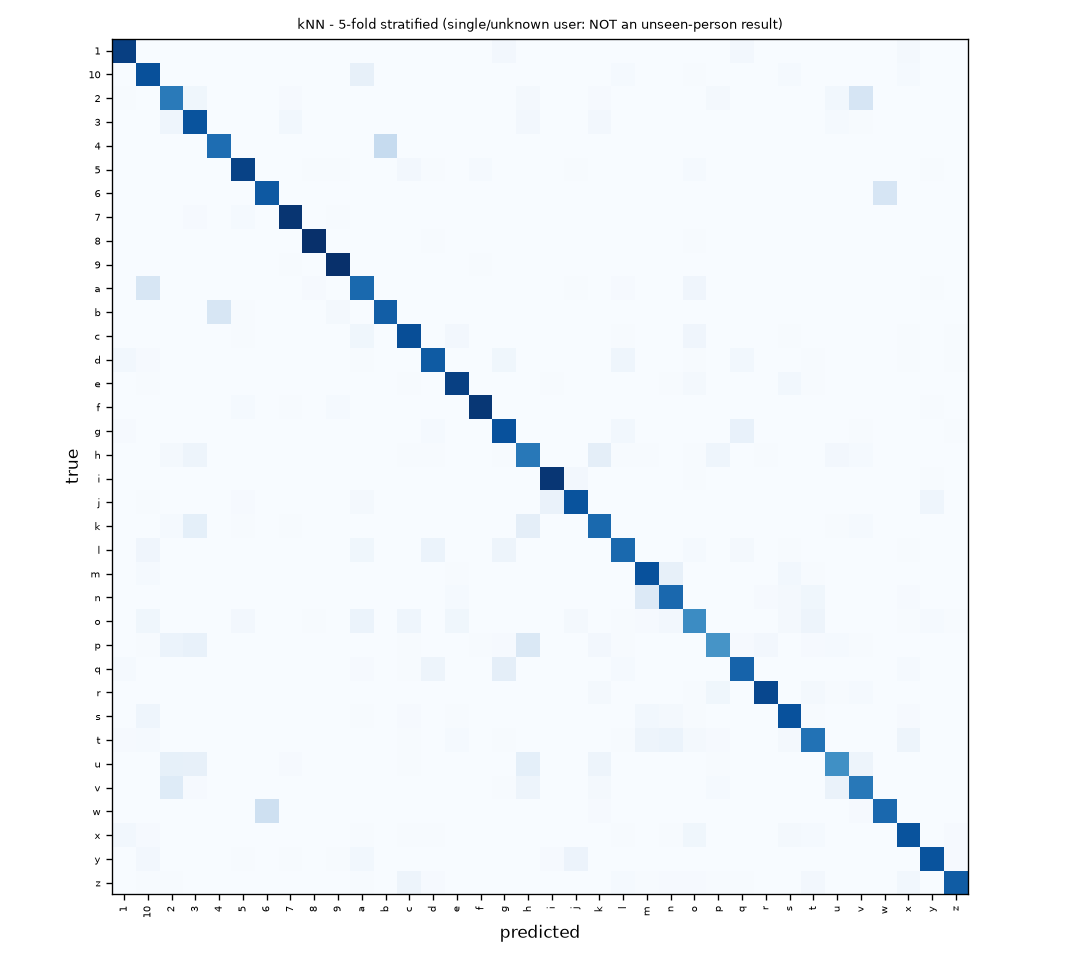 kNN - 5-fold stratified (single/unknown user: NOT an unseen-person result)
1
10
2
3
4
5
6
7
8
9
a
b
c
d
e
f
g
h
i
j
k
l
m
n
o
p
q
r
s
t
u
v
w
x
y
z
true
1 10 2 3 4 5 6 7 8 9 a b c d e f g h i j k l m n o p q r s t u v w x y z
predicted